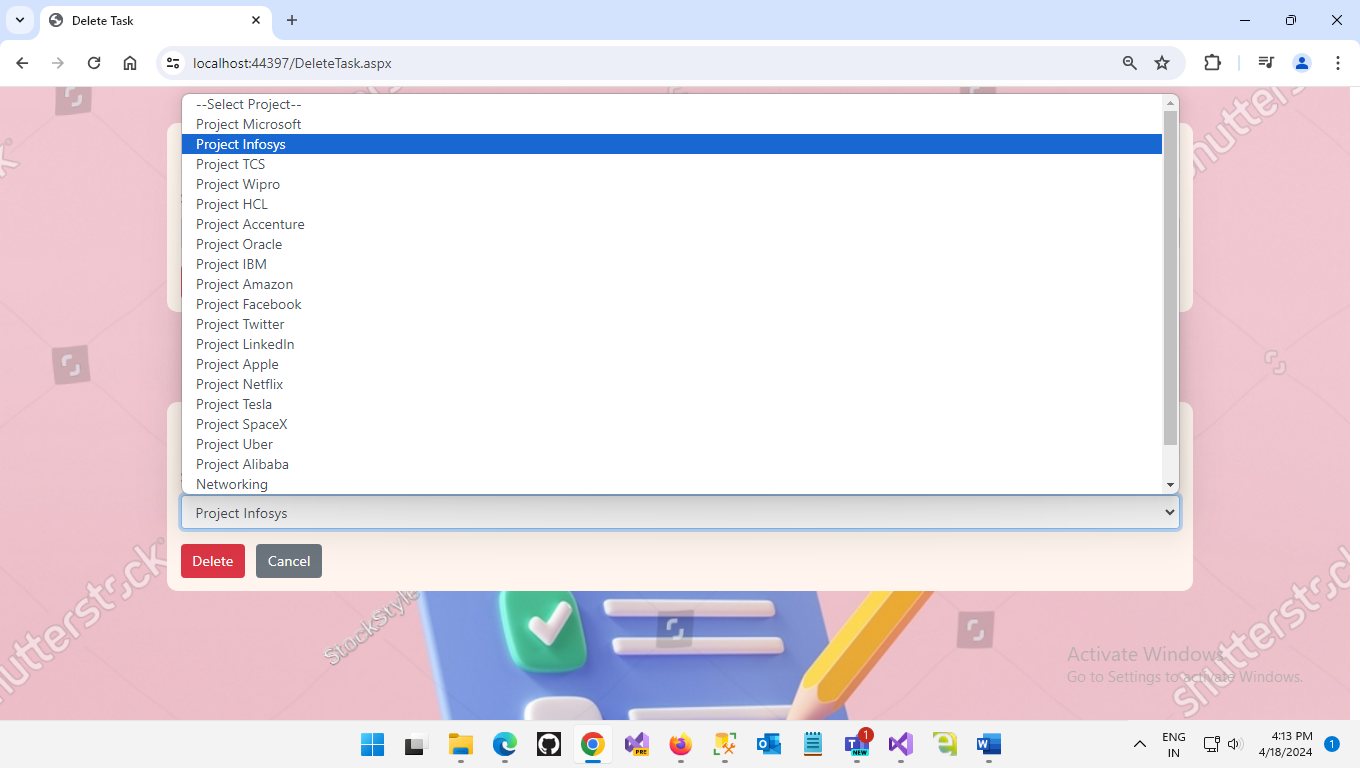 Delete Task
localhost:44397/DeleteTask.aspx
--Select Project--
Project Microsoft
Project Infosys
Project TCS
Project Wipro
Project HCL
Project Accenture
Project Oracle
Project IBM
Project Amazon
Project Facebook
Project Twitter
Project LinkedIn
Project Apple
Project Netflix
Project Tesla
Project SpaceX
Project Uber
Project Alibaba
Networking
Project Infosys
Delete
Cancel
shutterstock
shutterstock
shutterstock
StockStyle
Activate Windows
Go to Settings to activate Windows.
PRE
1
NEW
ENG
IN
4:13 PM
4/18/2024
1